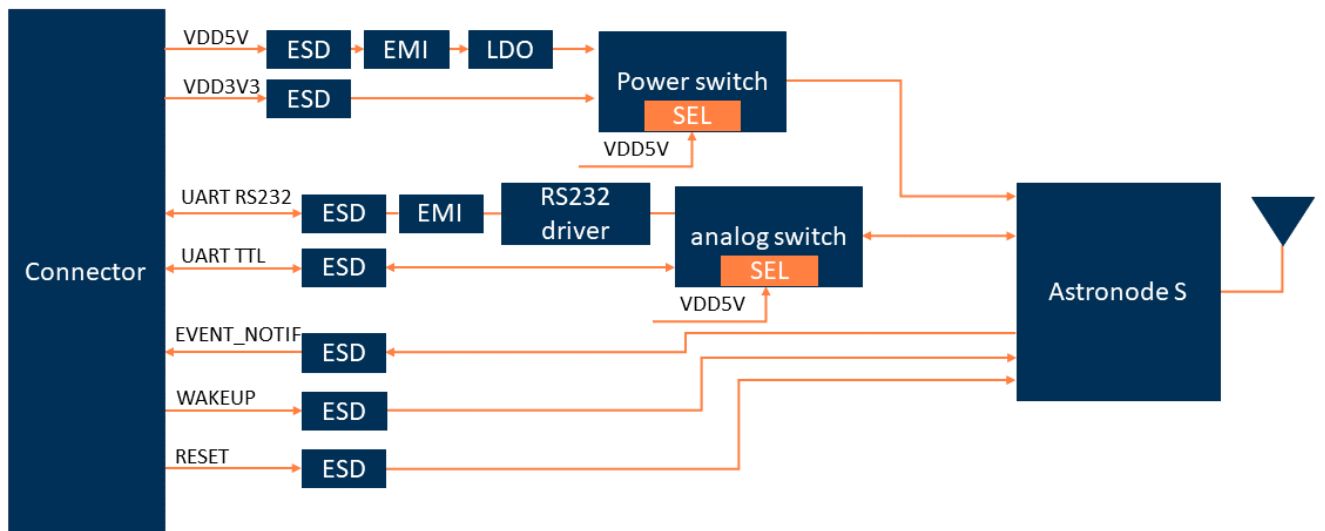 VDD5V
ESD
EMI
LDO
Power switch
VDD3V3
ESD
SEL
VDD5V
UART RS232
ESD
EMI
RS232
driver
analog switch
UART TTL
ESD
SEL
VDD5V
Connector
Astronode S
EVENT_NOTIF
ESD
WAKEUP
ESD
RESET
ESD